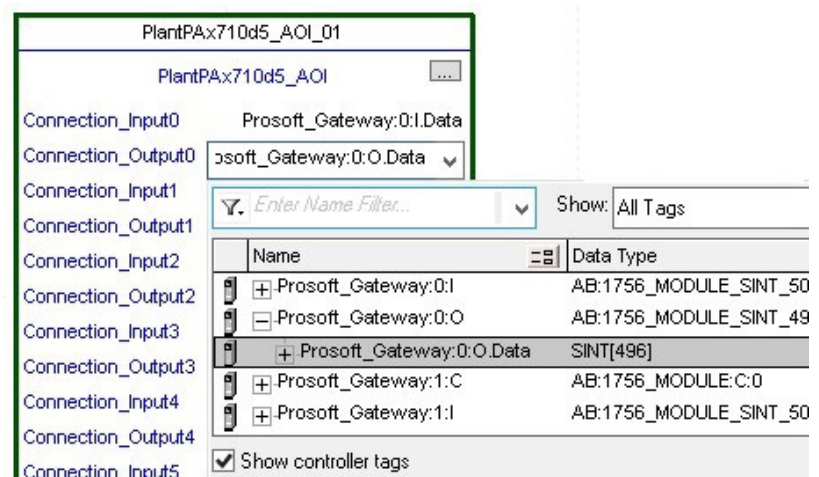 PlantPAx710d5_AOI_01
PlantPAx710d5_AOI ...
Connection_Input0 Prosoft_Gateway:0:I.Data
Connection_Output0 osoft_Gateway:0:O.Data
Connection_Input1
Enter Name Filter... Show: All Tags
Connection_Output1
Name Data Type
Connection_Input2
Prosoft_Gateway:0:I AB:1756_MODULE_SINT_50
Connection_Output2
Prosoft_Gateway:0:O AB:1756_MODULE_SINT_49
Connection_Input3
Prosoft_Gateway:0:O.Data SINT[496]
Connection_Output3
Prosoft_Gateway:1:C AB:1756_MODULE:C:0
Connection_Input4
Prosoft_Gateway:1:I AB:1756_MODULE_SINT_50
Connection_Output4
Show controller tags
Connection_Input5